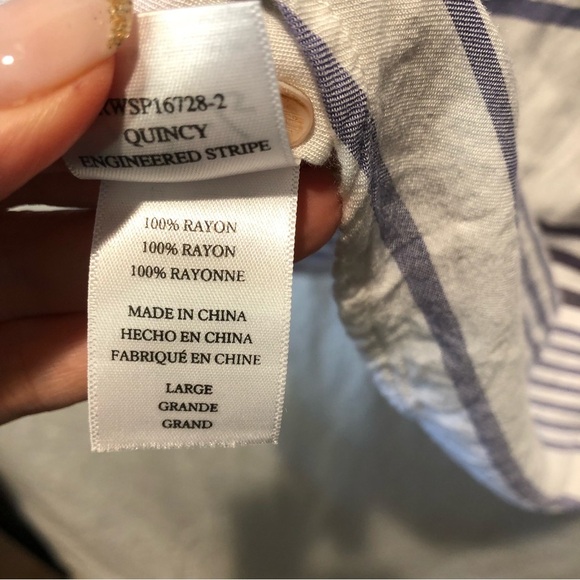 RWSP16728-2
QUINCY
ENGINEERED STRIPE
100% RAYON
100% RAYON
100% RAYONNE
MADE IN CHINA
HECHO EN CHINA
FABRIQUÉ EN CHINE
LARGE
GRANDE
GRAND